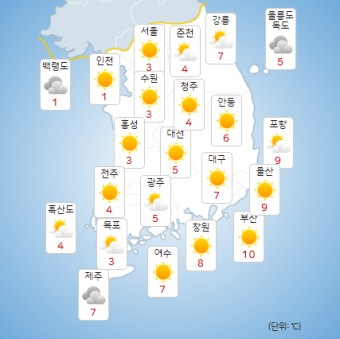 강릉
7
울릉도
독도
5
서울
3
춘천
4
백령도
1
인천
1
수원
3
청주
4
안동
6
홍성
3
대전
5
포항
9
대구
7
울산
9
전주
4
광주
5
흑산도
4
목포
3
창원
8
부산
10
여수
7
제주
7
(단위: ℃)